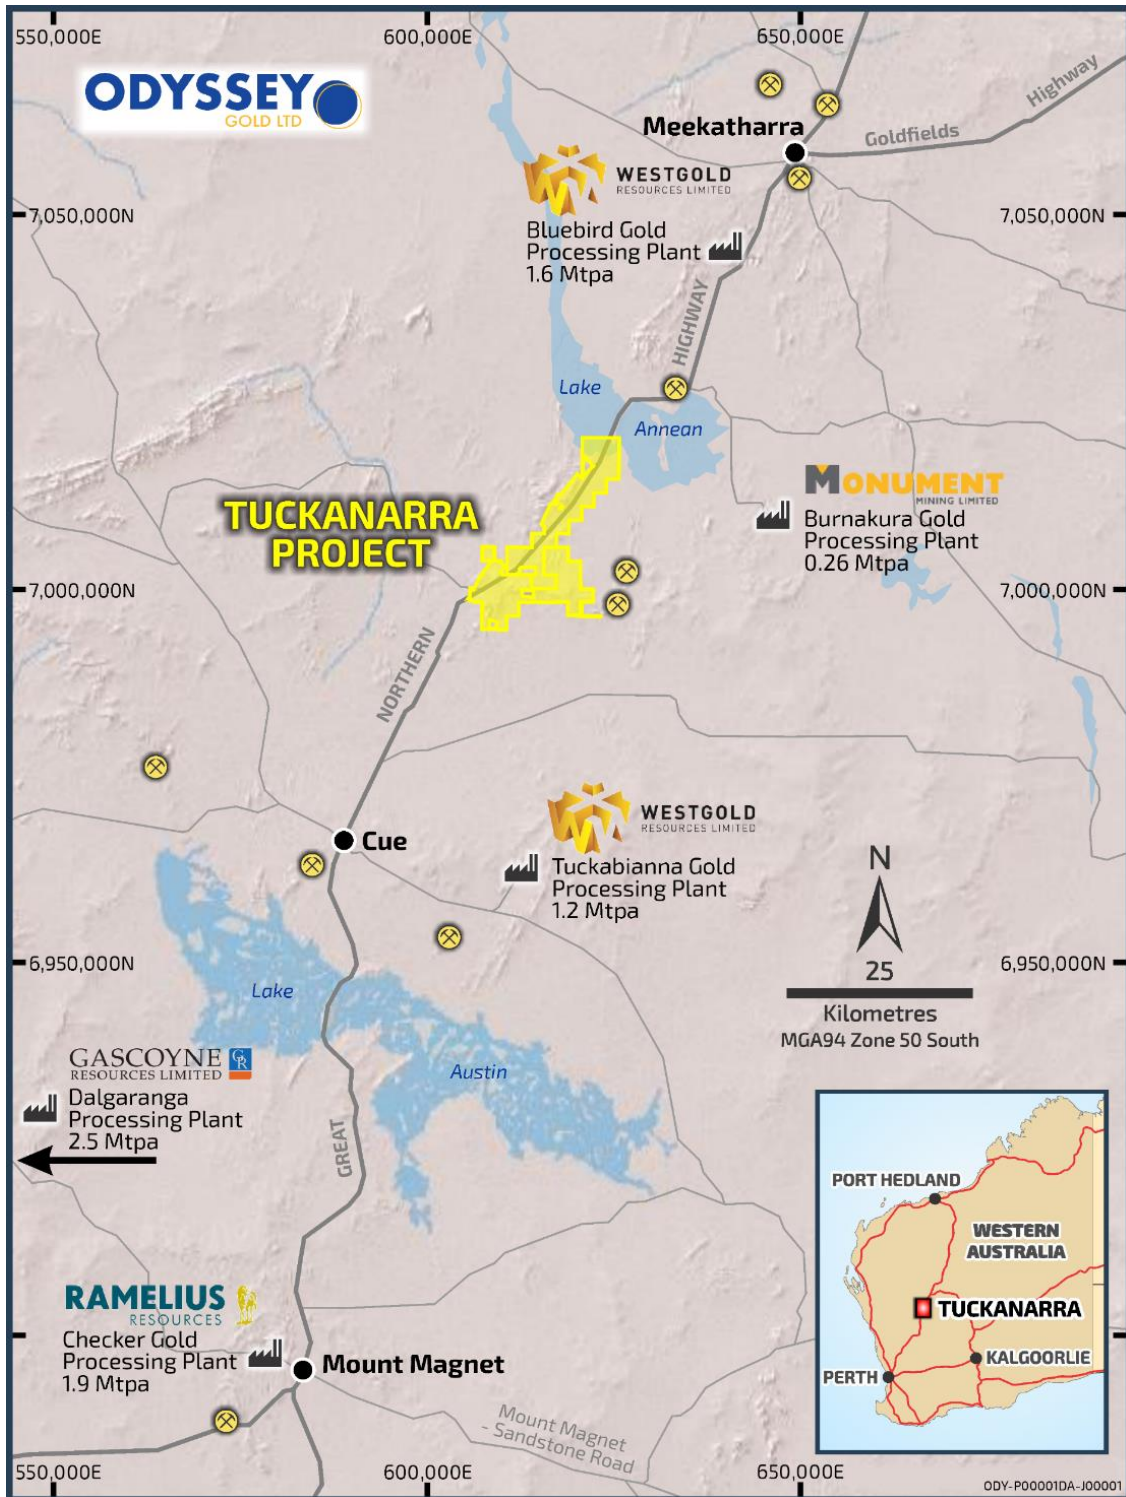 550,000E
600,000E
650,000E
ODYSSEY
GOLD LTD
Highway
Goldfields
Meekatharra
WESTGOLD
RESOURCES LIMITED
7,050,000N
7,050,000N
Bluebird Gold
Processing Plant
1.6 Mtpa
HIGHWAY
Lake
Annean
MONUMENT
MINING LIMITED
TUCKANARRA
PROJECT
Burnakura Gold
Processing Plant
0.26 Mtpa
7,000,000N
7,000,000N
NORTHERN
WESTGOLD
RESOURCES LIMITED
Cue
Tuckabianna Gold
Processing Plant
1.2 Mtpa
N
6,950,000N
6,950,000N
25
Kilometres
MGA94 Zone 50 South
Lake
Austin
GASCOYNE
RESOURCES LIMITED
GR
Dalgaranga
Processing Plant
2.5 Mtpa
GREAT
PORT HEDLAND
WESTERN
AUSTRALIA
TUCKANARRA
KALGOORLIE
PERTH
RAMELIUS
RESOURCES
Checker Gold
Processing Plant
1.9 Mtpa
Mount Magnet
Mount Magnet
- Sandstone Road
550,000E
600,000E
650,000E
ODY-P00001DA-J00001